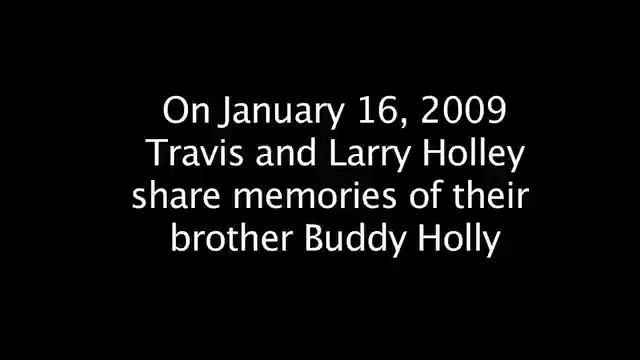 On January 16, 2009
Travis and Larry Holley
share memories of their
brother Buddy Holly